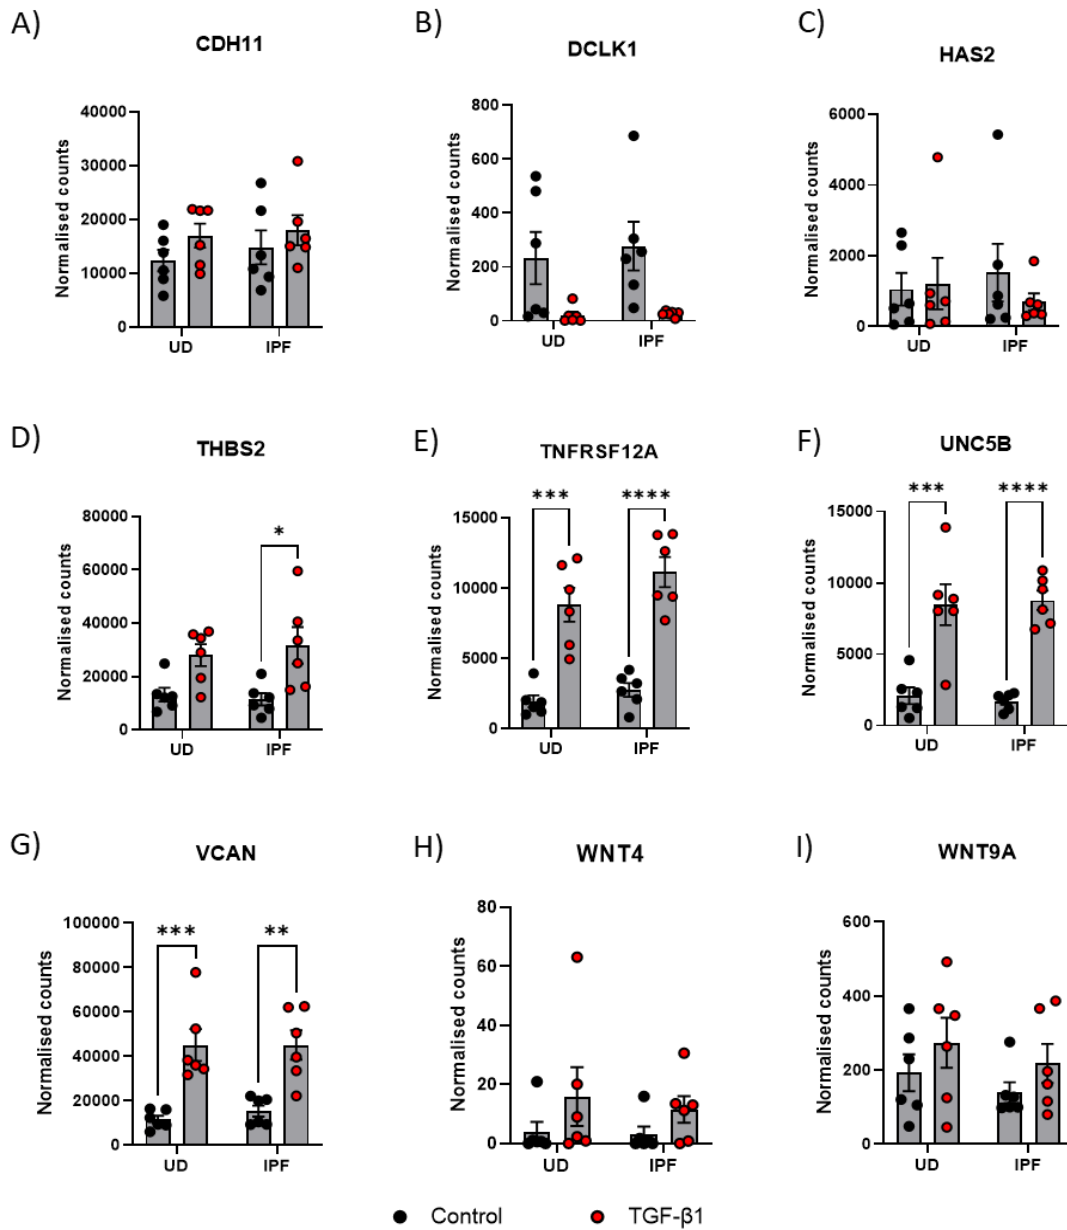 A)
CDH11
Normalised counts
40000
30000
20000
10000
0
UD
IPF
B)
DCLK1
Normalised counts
800
600
400
200
0
UD
IPF
C)
HAS2
Normalised counts
6000
4000
2000
0
UD
IPF
D)
THBS2
Normalised counts
80000
60000
40000
20000
0
*
UD
IPF
E)
TNFRSF12A
Normalised counts
15000
10000
5000
0
***
****
UD
IPF
F)
UNC5B
Normalised counts
15000
10000
5000
0
***
****
UD
IPF
G)
VCAN
Normalised counts
100000
80000
60000
40000
20000
0
***
**
UD
IPF
H)
WNT4
Normalised counts
80
60
40
20
0
UD
IPF
I)
WNT9A
Normalised counts
600
400
200
0
UD
IPF
Control
TGF-β1